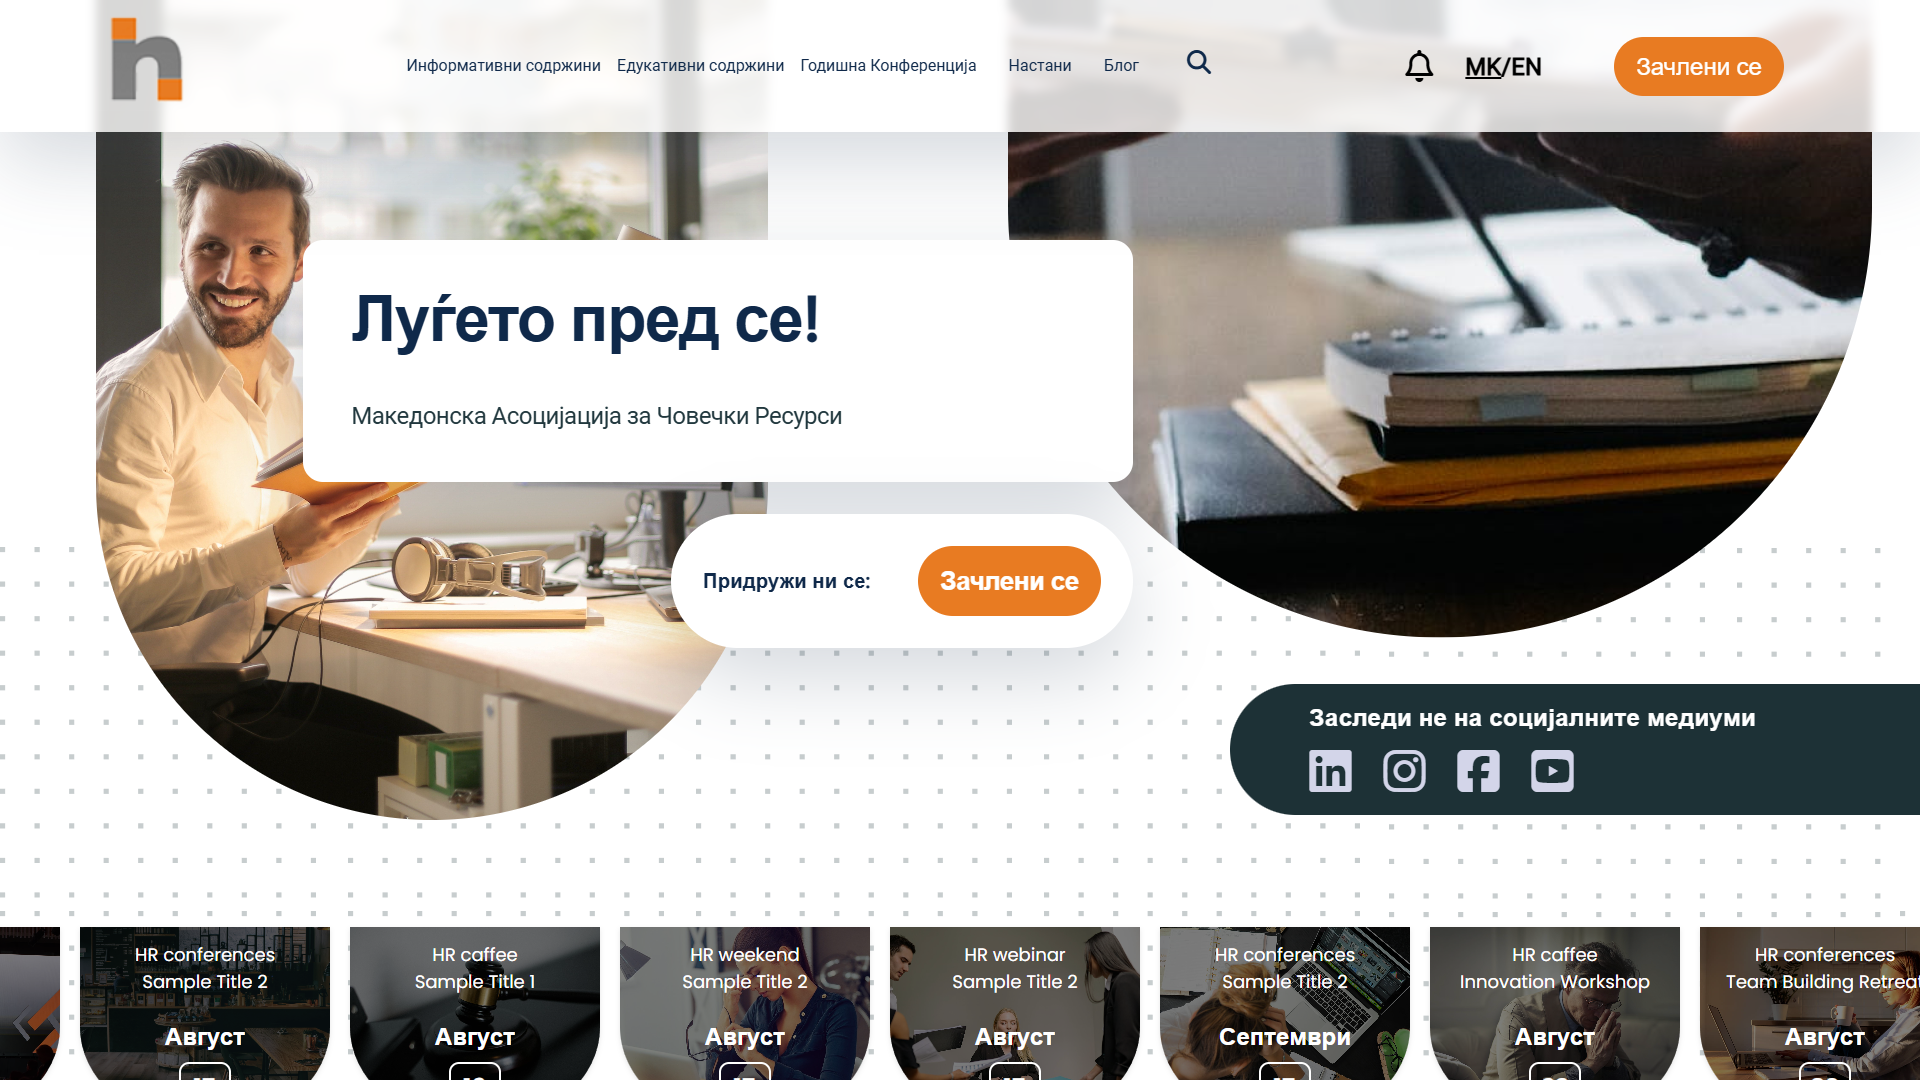 Информативни содржини
Едукативни содржини
Годишна Конференција
Настани
Блог
MK/EN
Зачлени се
Луѓето пред се!
Македонска Асоцијација за Човечки Ресурси
Придружи ни се:
Зачлени се
Заследи не на социјалните медиуми
HR conferences
Sample Title 2
Август
HR caffee
Sample Title 1
Август
HR weekend
Sample Title 2
Август
HR webinar
Sample Title 2
Август
HR conferences
Sample Title 2
Септември
HR caffee
Innovation Workshop
Август
HR conferences
Team Building Retreat
Август